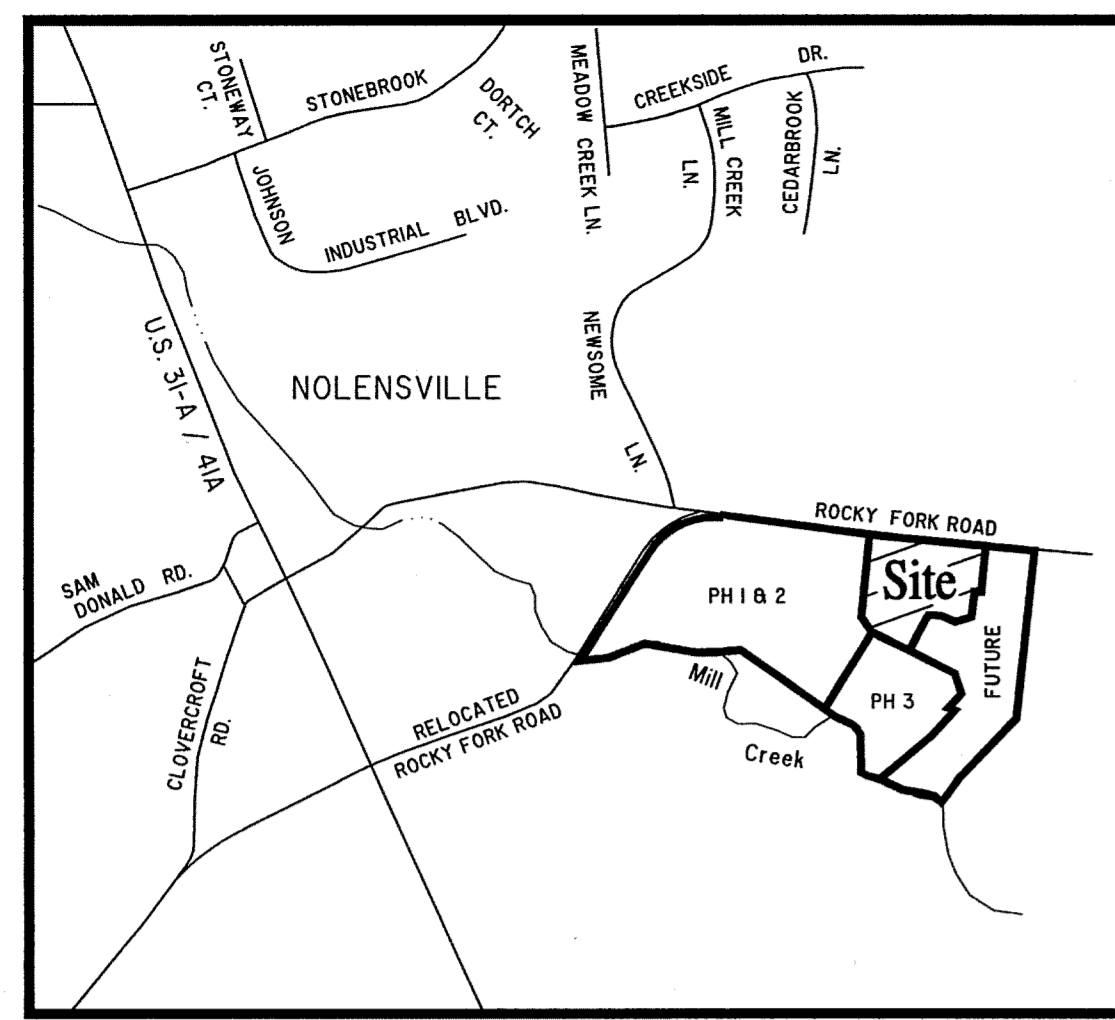 STONEWAY
CT.
STONEBROOK
DORTCH
CT.
MEADOW CREEK LN.
CREEKSIDE DR.
MILL CREEK
LN.
CEDARBROOK
LN.
JOHNSON
INDUSTRIAL BLVD.
U.S. 31-A / 41A
NOLENSVILLE
NEWSOME
LN.
ROCKY FORK ROAD
SAM
DONALD RD.
PH 1 & 2
Site
FUTURE
CLOVERCROFT
RD.
RELOCATED
ROCKY FORK ROAD
Mill
Creek
PH 3